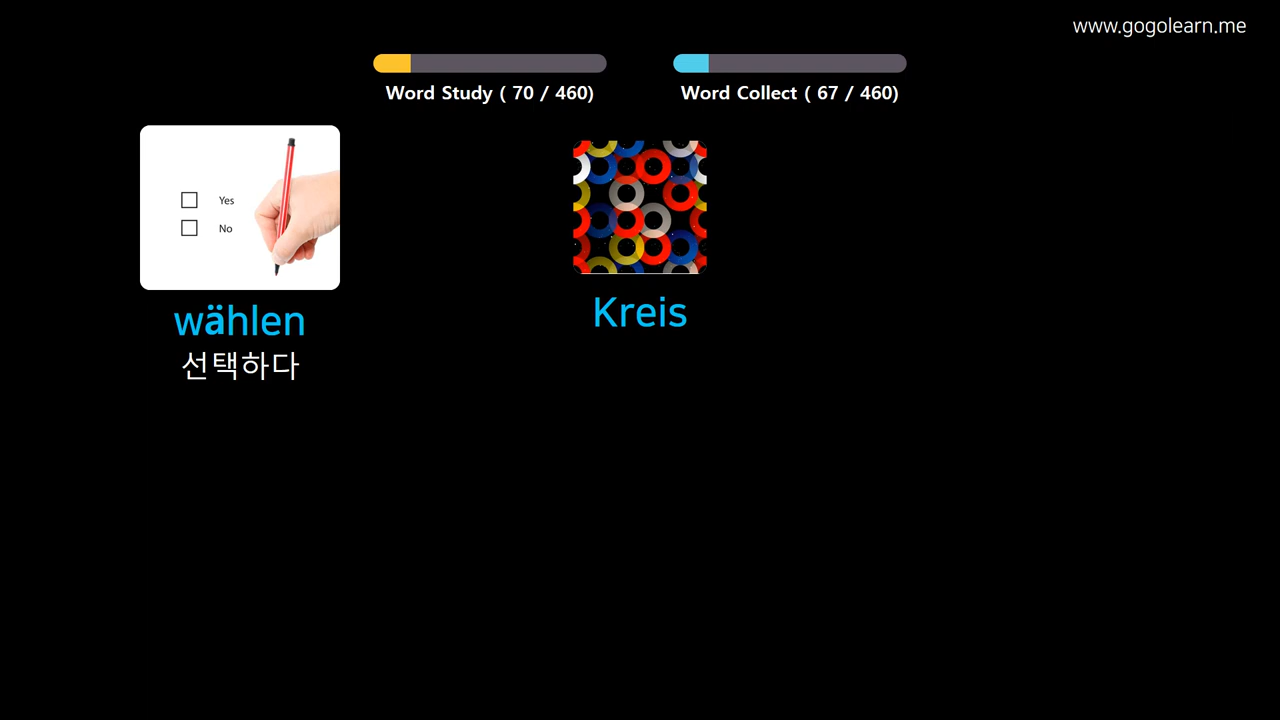 www.gogolearn.me
Word Study ( 70 / 460)
Word Collect ( 67 / 460)
Yes
No
wählen
선택하다
Kreis